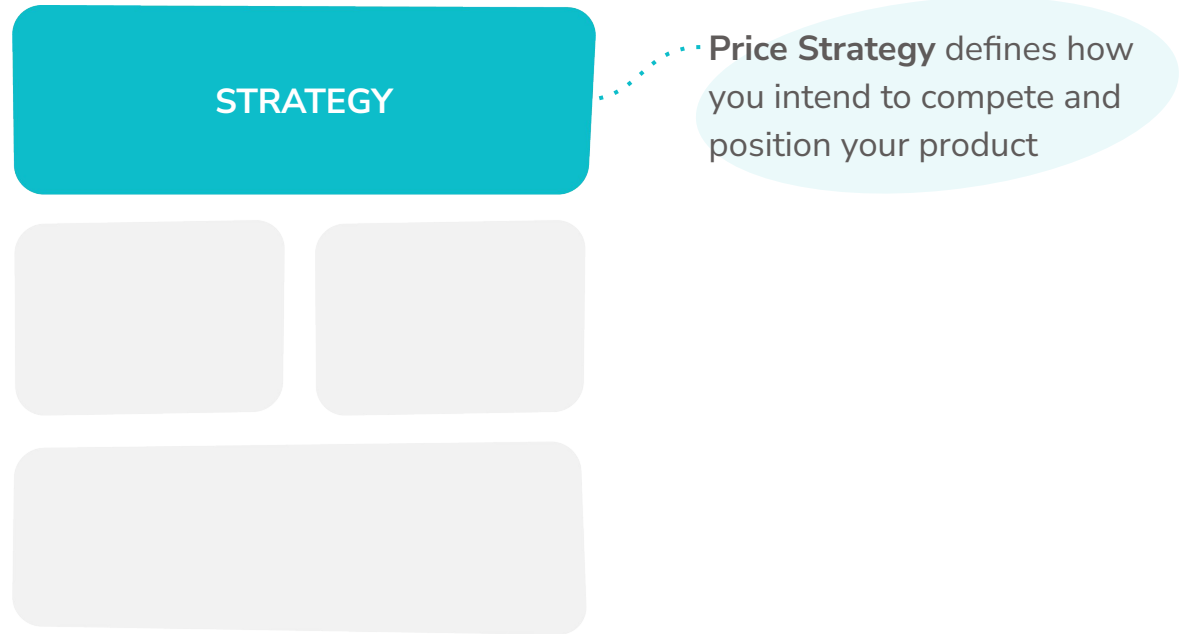 STRATEGY
Price Strategy defines how
you intend to compete and
position your product